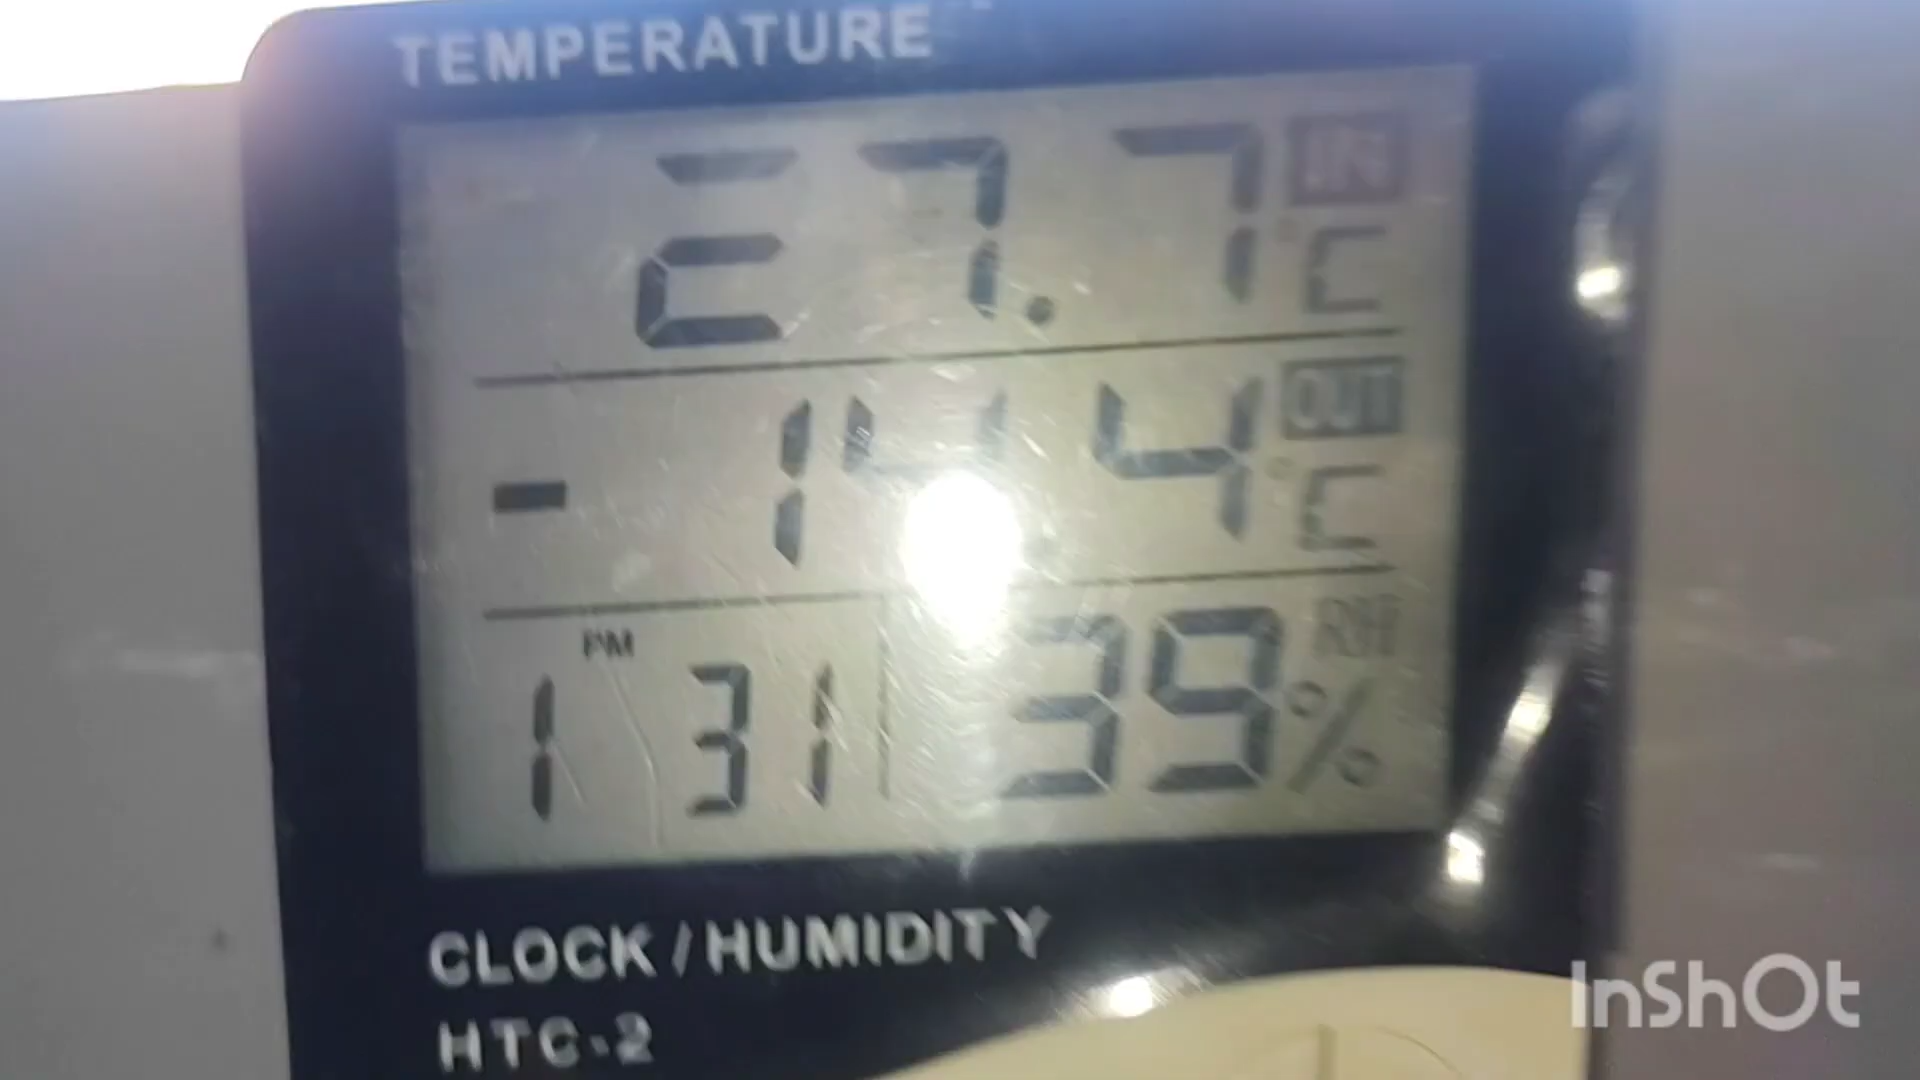 TEMPERATURE
27.7 IN °C
-14.4 OUT °C
PM
1 31
39 RH %
CLOCK / HUMIDITY
HTC-2
InShOt